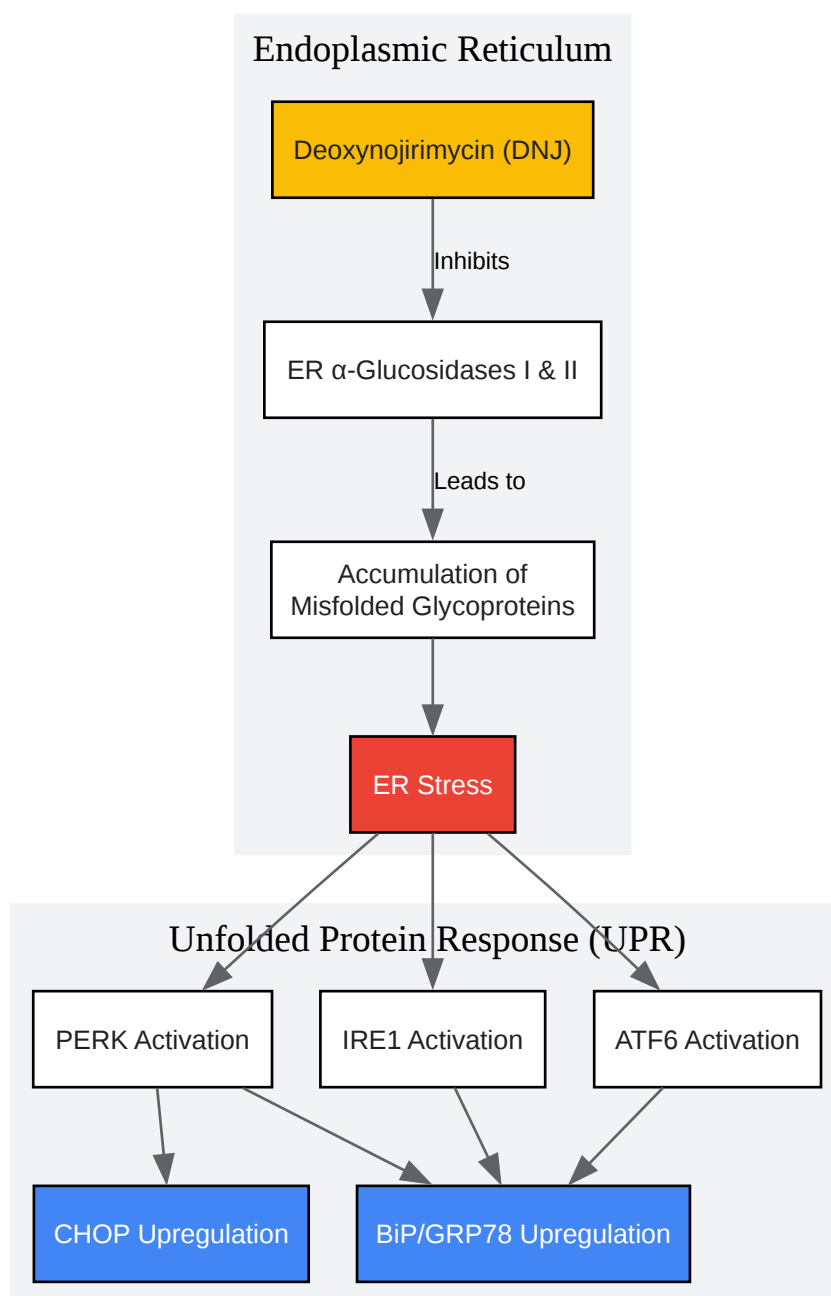 Endoplasmic Reticulum
Deoxynojirimycin (DNJ)
Inhibits
ER α-Glucosidases I & II
Leads to
Accumulation of
Misfolded Glycoproteins
ER Stress
Unfolded Protein Response (UPR)
PERK Activation
IRE1 Activation
ATF6 Activation
CHOP Upregulation
BiP/GRP78 Upregulation